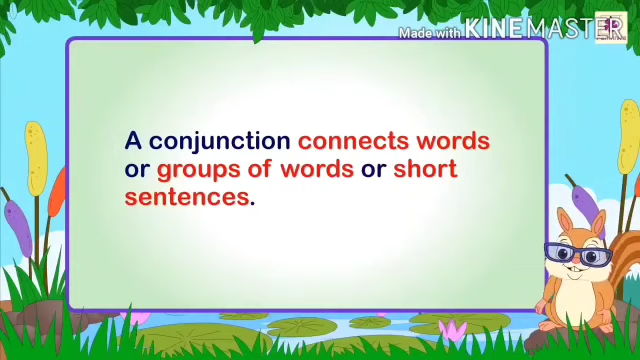 Made with KINEMASTER
A conjunction connects words
or groups of words or short
sentences.